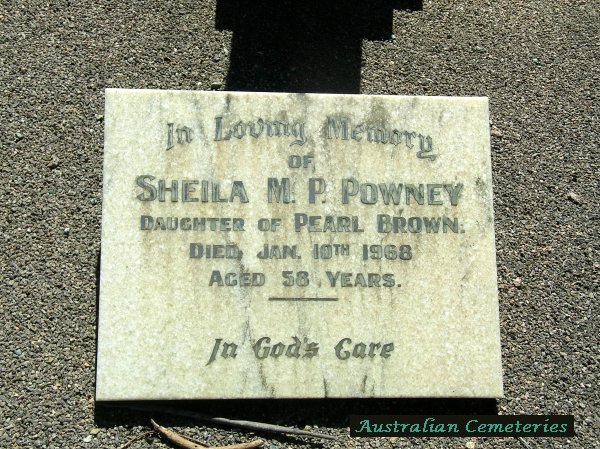 In Loving Memory
OF
SHEILA M. P. POWNEY
DAUGHTER OF PEARL BROWN.
DIED JAN. 10TH 1968
AGED 58 YEARS.
In God's Care
Australian Cemeteries